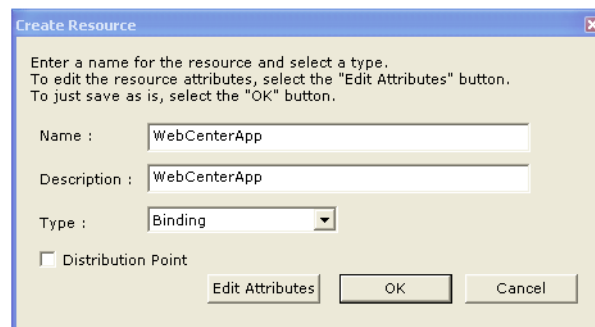 Create Resource
Enter a name for the resource and select a type.
To edit the resource attributes, select the "Edit Attributes" button.
To just save as is, select the "OK" button.
Name : WebCenterApp
Description : WebCenterApp
Type : Binding
Distribution Point
Edit Attributes OK Cancel